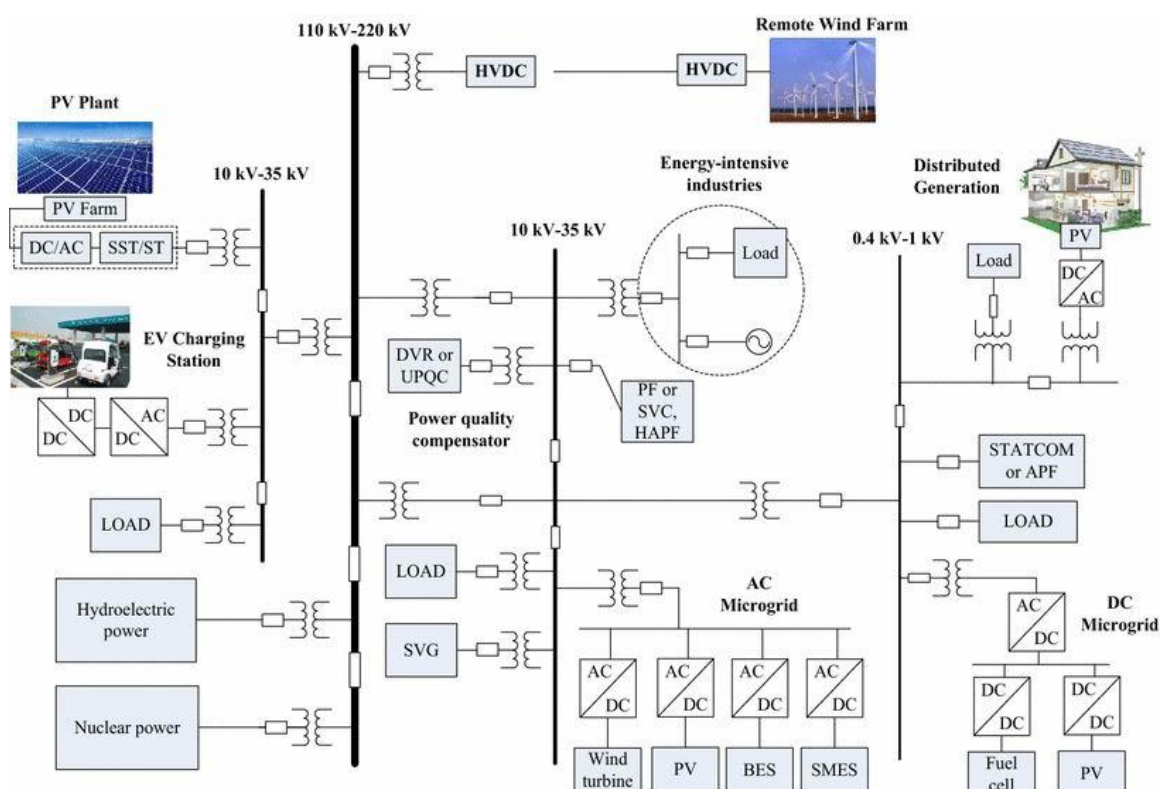 110 kV-220 kV
Remote Wind Farm
HVDC
HVDC
PV Plant
10 kV-35 kV
PV Farm
DC/AC
SST/ST
EV Charging
Station
DC
DC
AC
DC
LOAD
Hydroelectric
power
Nuclear power
Energy-intensive
industries
10 kV-35 kV
Load
DVR or
UPQC
Power quality
compensator
PF or
SVC,
HAPF
LOAD
SVG
AC
Microgrid
AC
DC
AC
DC
AC
DC
AC
DC
Wind
turbine
PV
BES
SMES
Distributed
Generation
0.4 kV-1 kV
Load
PV
DC
AC
STATCOM
or APF
LOAD
AC
DC
DC
Microgrid
DC
DC
DC
DC
Fuel
cell
PV